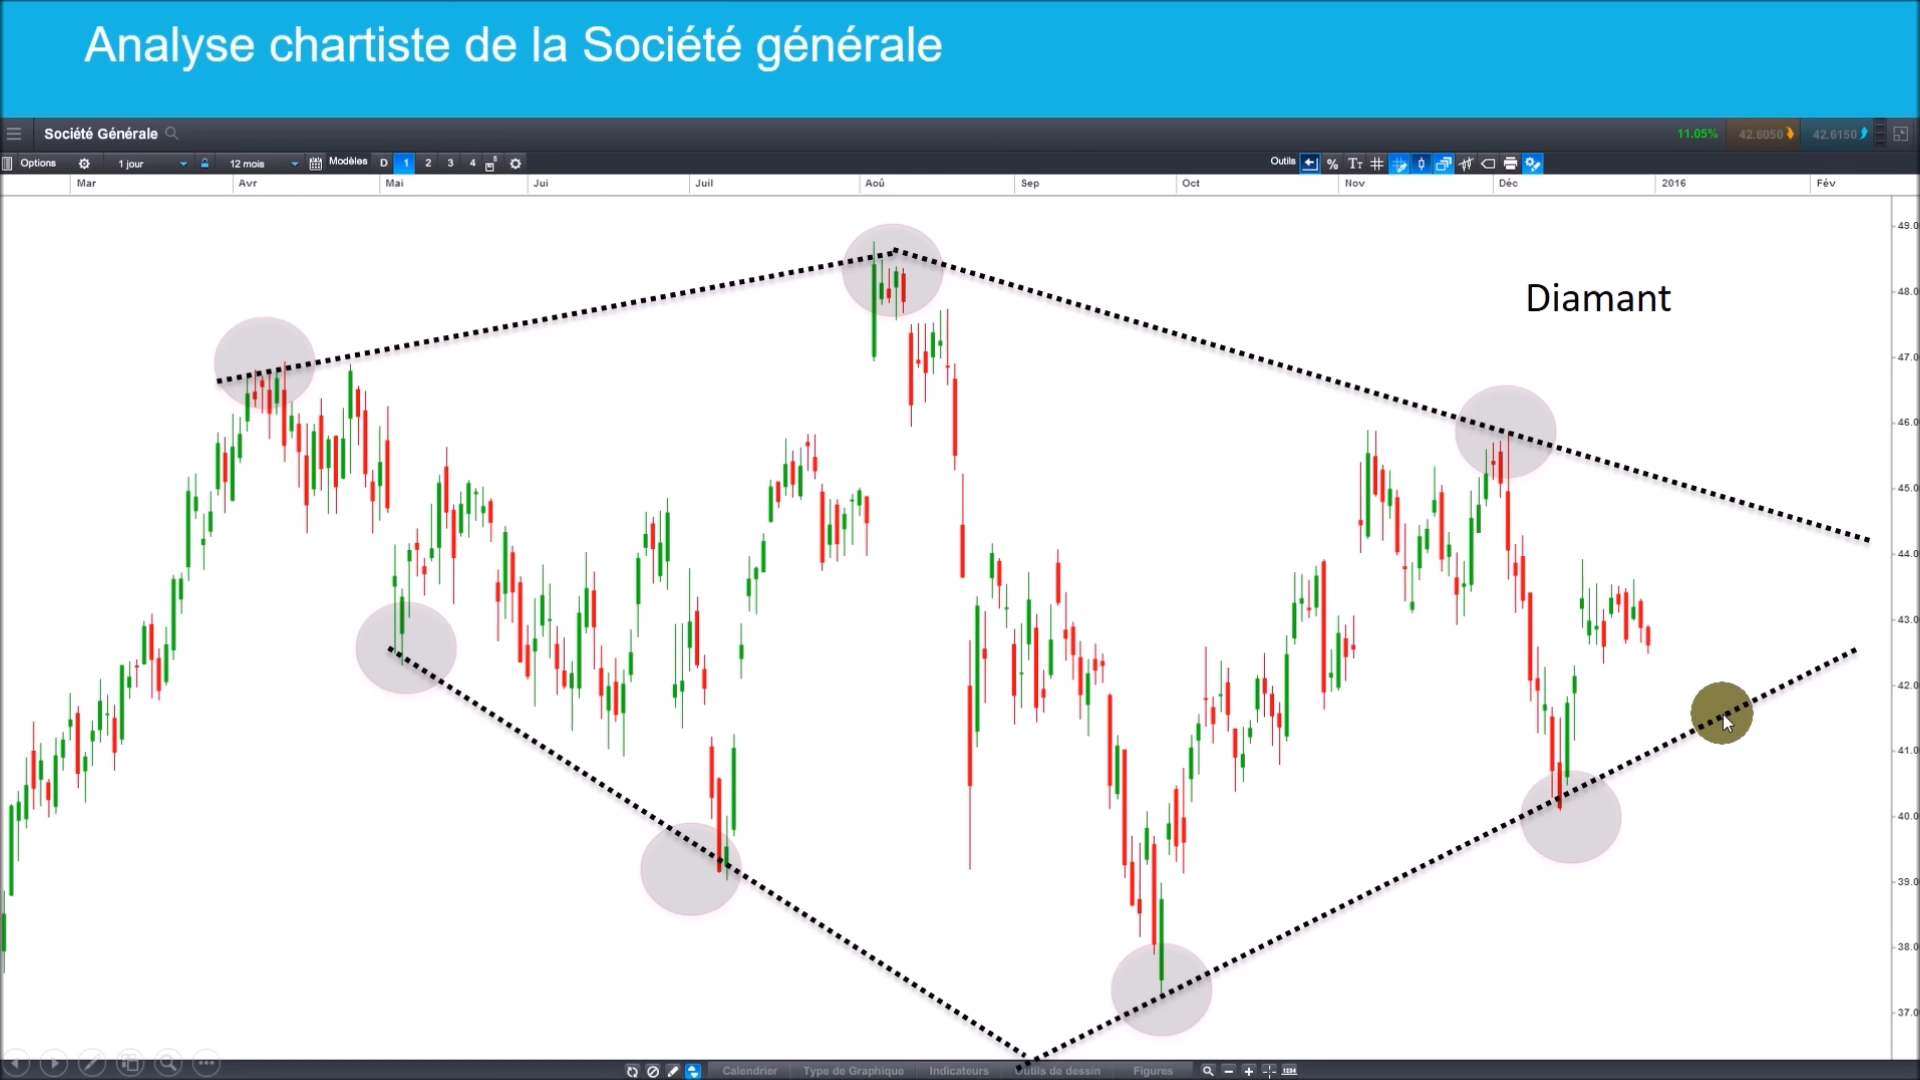 Analyse chartiste de la Société générale
Société Générale
11.05% 42.6050 42.6150
Options 1 jour 12 mois Modèles D 1 2 3 4 Outils % TT
Mar Avr Mai Jui Juil Aoû Sep Oct Nov Déc 2016 Fév
49.0
Diamant
48.0
47.0
46.0
45.0
44.0
43.0
42.0
41.0
40.0
39.0
38.0
37.0
Calendrier Type de Graphique Indicateurs Outils de dessin Figures